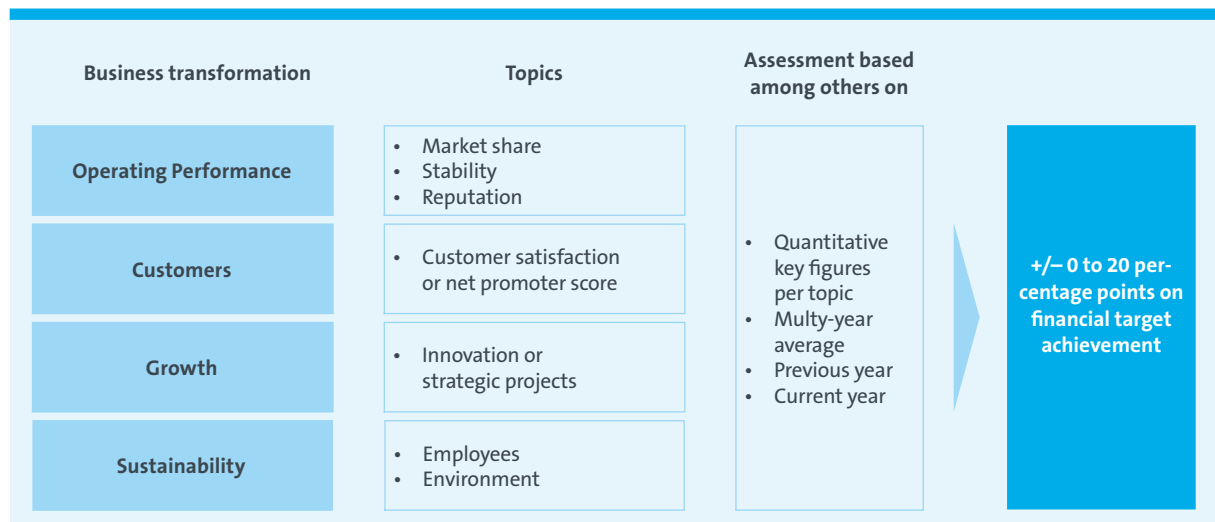 Business transformation
Topics
Assessment based
among others on
Operating Performance
• Market share
• Stability
• Reputation
Customers
• Customer satisfaction
or net promoter score
Growth
• Innovation or
strategic projects
Sustainability
• Employees
• Environment
• Quantitative
key figures
per topic
• Multy-year
average
• Previous year
• Current year
+/– 0 to 20 per-
centage points on
financial target
achievement